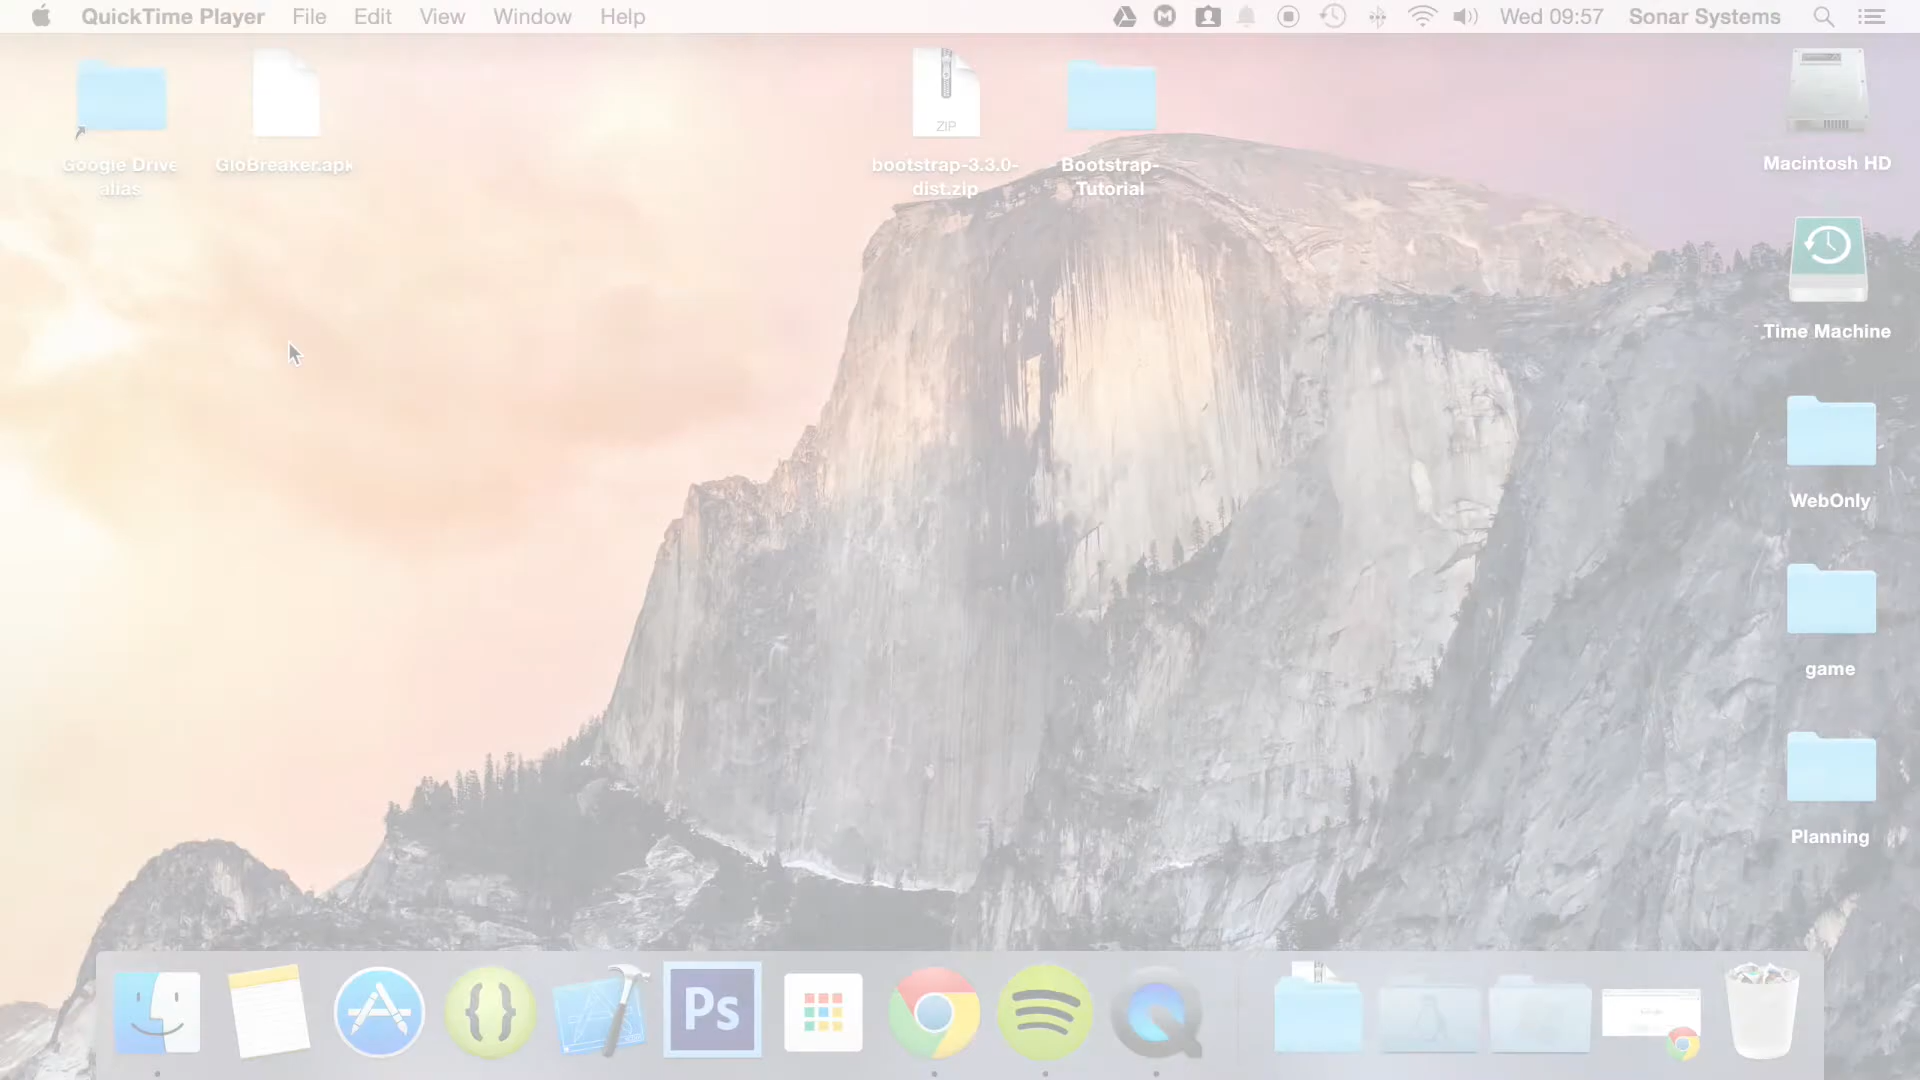 QuickTime Player File Edit View Window Help Wed 09:57 Sonar Systems
Google Drive
alias
GloBreaker.apk
ZIP
bootstrap-3.3.0-
dist.zip
Bootstrap-
Tutorial
Macintosh HD
Time Machine
WebOnly
game
Planning
Ps